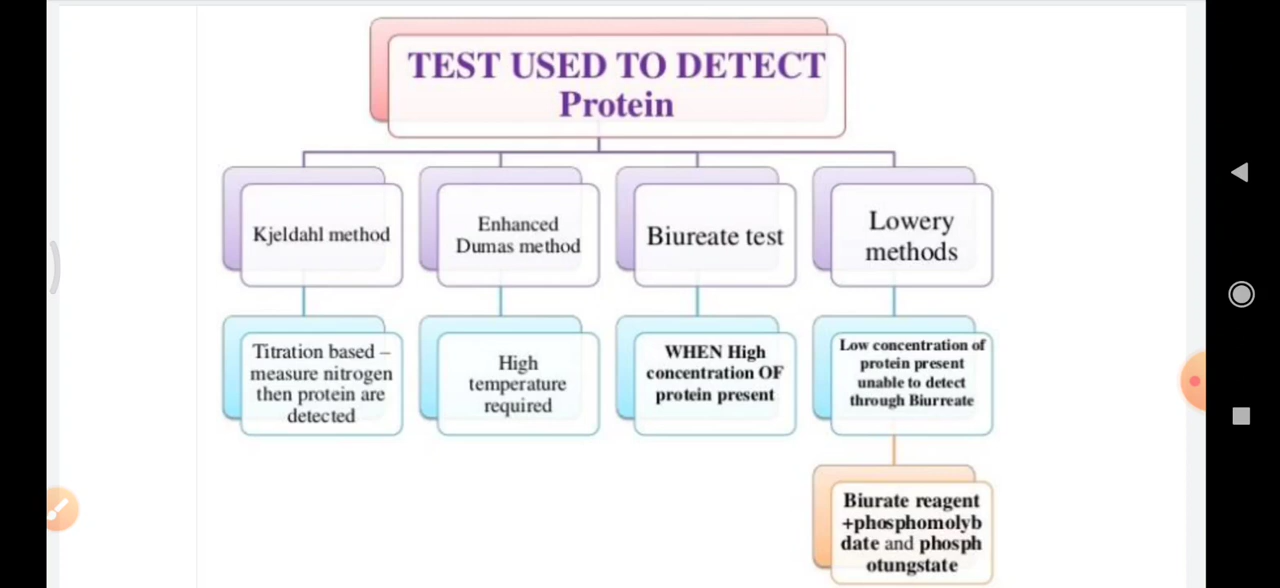 TEST USED TO DETECT
Protein
Kjeldahl method
Enhanced
Dumas method
Biureate test
Lowery
methods
Titration based –
measure nitrogen
then protein are
detected
High
temperature
required
WHEN High
concentration OF
protein present
Low concentration of
protein present
unable to detect
through Biurreate
Biurate reagent
+phosphomolyb
date and phosph
otungstate